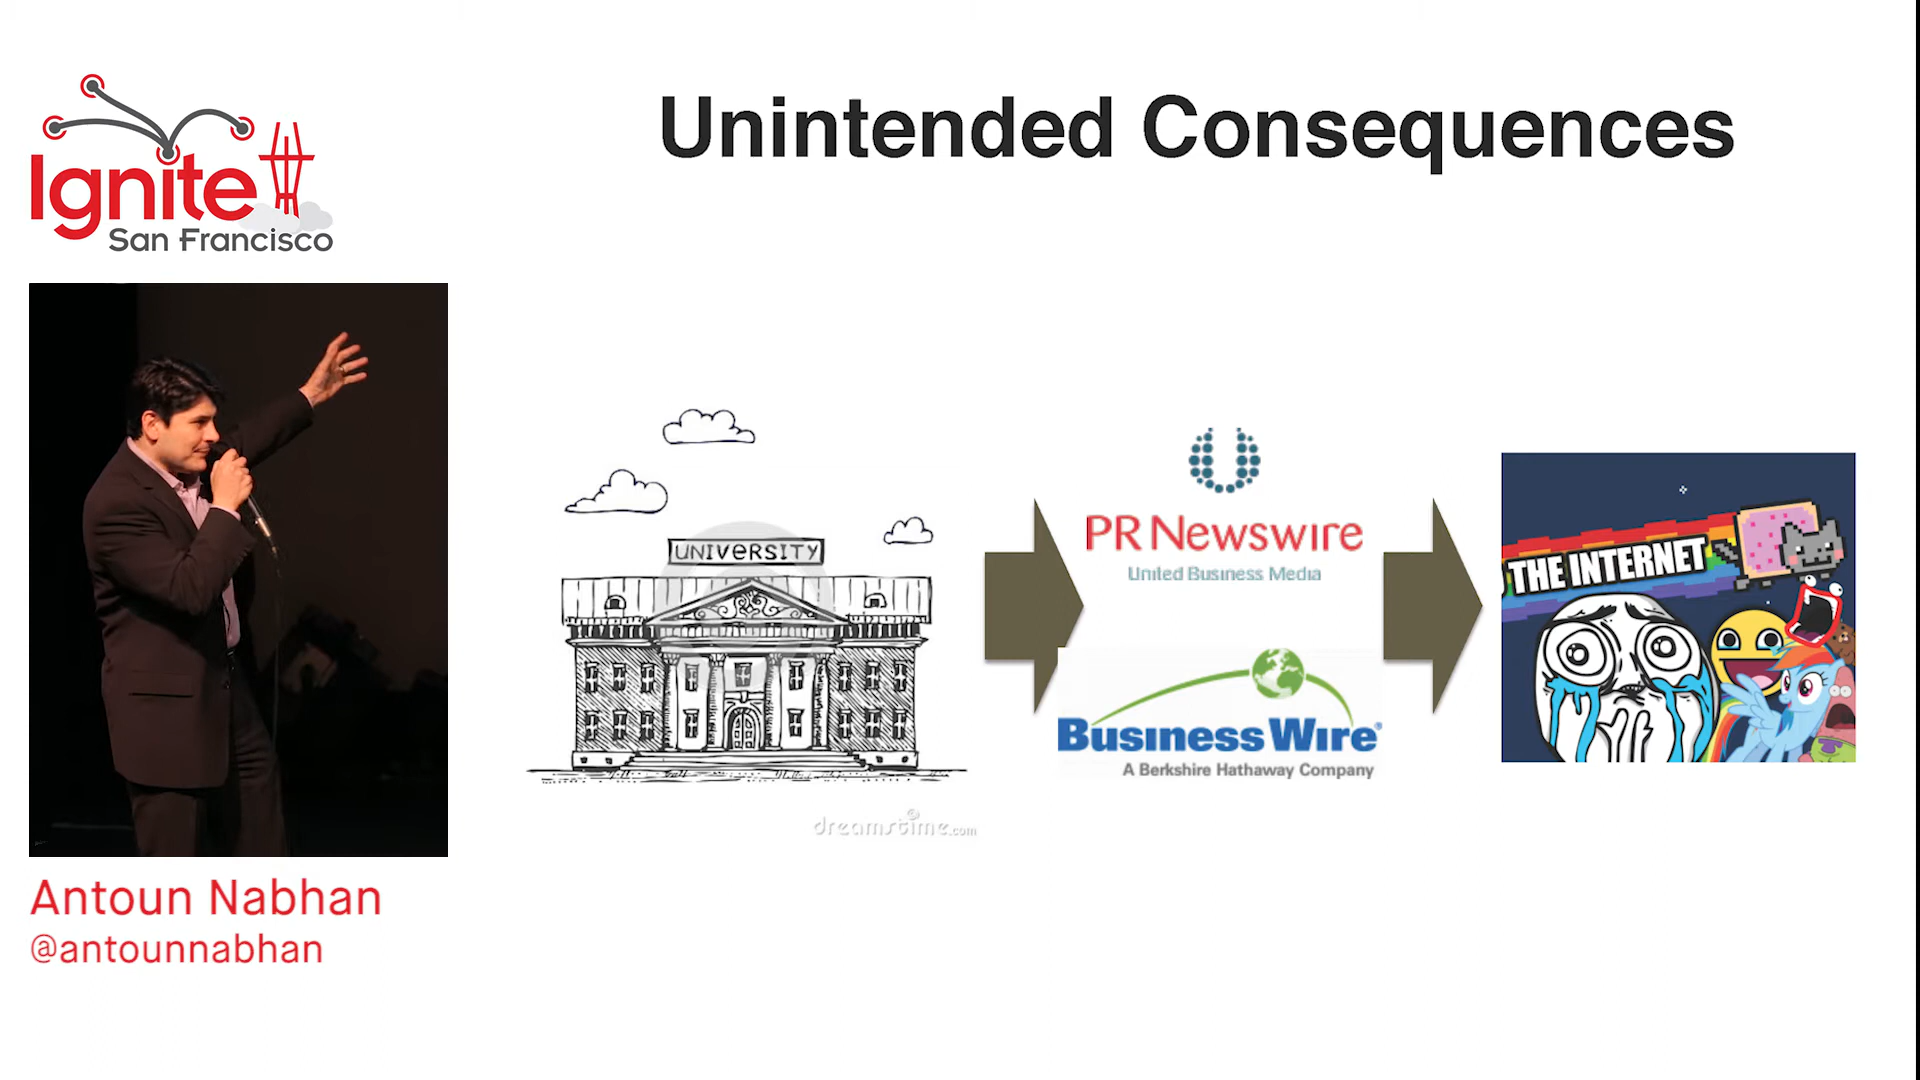 Ignite
San Francisco
Unintended Consequences
UNIVERSITY
dreamstime.com
PR Newswire
United Business Media
Business Wire®
A Berkshire Hathaway Company
THE INTERNET
Antoun Nabhan
@antounnabhan